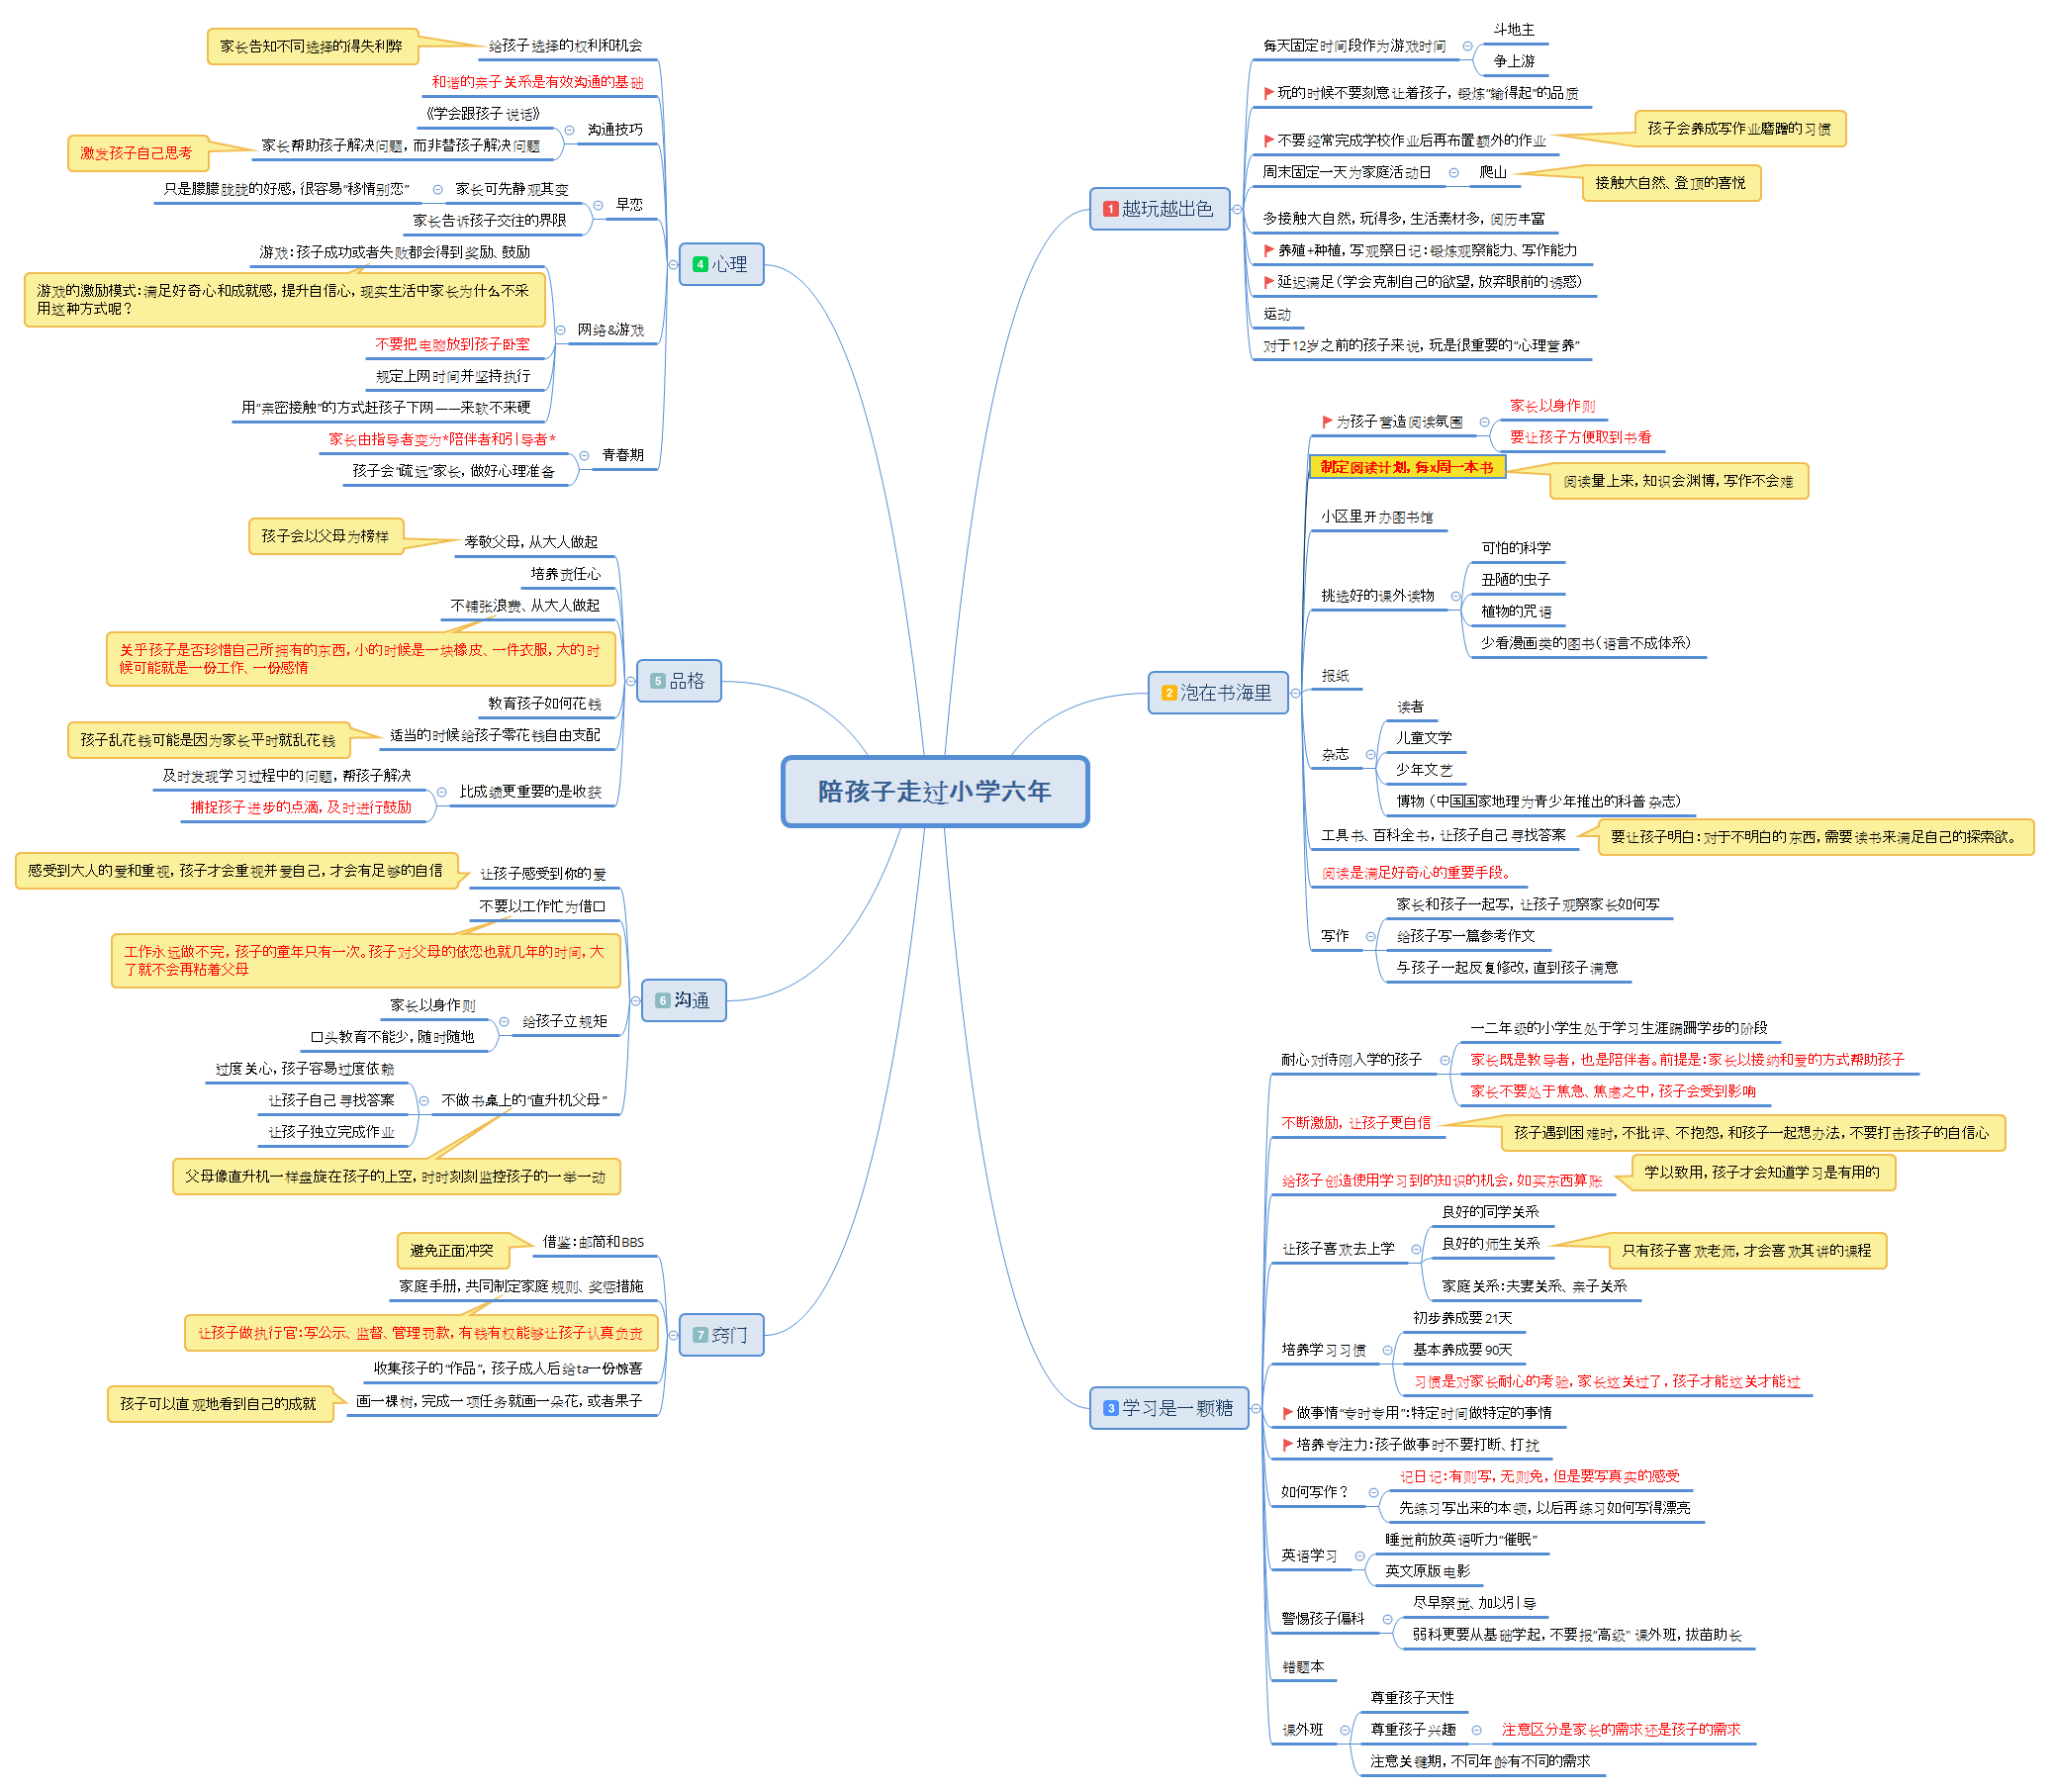 陪孩子走过小学六年
1 越玩越出色
每天固定时间段作为游戏时间
斗地主
争上游
玩的时候不要刻意让着孩子，锻炼“输得起”的品质
不要经常完成学校作业后再布置额外的作业
孩子会养成写作业磨蹭的习惯
周末固定一天为家庭活动日
爬山
接触大自然、登顶的喜悦
多接触大自然，玩得多，生活素材多，阅历丰富
养殖+种植，写观察日记：锻炼观察能力、写作能力
延迟满足（学会克制自己的欲望，放弃眼前的诱惑）
运动
对于12岁之前的孩子来说，玩是很重要的“心理营养”
2 泡在书海里
为孩子营造阅读氛围
家长以身作则
要让孩子方便取到书看
制定阅读计划，每x周一本书
阅读量上来，知识会渊博，写作不会难
小区里开办图书馆
挑选好的课外读物
可怕的科学
丑陋的虫子
植物的咒语
少看漫画类的图书（语言不成体系）
报纸
杂志
读者
儿童文学
少年文艺
博物（中国国家地理为青少年推出的科普杂志）
工具书、百科全书，让孩子自己寻找答案
要让孩子明白：对于不明白的东西，需要读书来满足自己的探索欲。
阅读是满足好奇心的重要手段。
写作
家长和孩子一起写，让孩子观察家长如何写
给孩子写一篇参考作文
与孩子一起反复修改，直到孩子满意
3 学习是一颗糖
耐心对待刚入学的孩子
一二年级的小学生处于学习生涯蹒跚学步的阶段
家长既是教导者，也是陪伴者。前提是：家长以接纳和爱的方式帮助孩子
家长不要处于焦急、焦虑之中，孩子会受到影响
不断激励，让孩子更自信
孩子遇到困难时，不批评、不抱怨，和孩子一起想办法，不要打击孩子的自信心
给孩子创造使用学习到的知识的机会，如买东西算账
学以致用，孩子才会知道学习是有用的
让孩子喜欢去上学
良好的同学关系
良好的师生关系
只有孩子喜欢老师，才会喜欢其讲的课程
家庭关系：夫妻关系、亲子关系
培养学习习惯
初步养成要21天
基本养成要90天
习惯是对家长耐心的考验，家长这关过了，孩子才能这关才能过
做事情“专时专用”：特定时间做特定的事情
培养专注力：孩子做事时不要打断、打扰
如何写作？
记日记：有则写，无则免，但是要写真实的感受
先练习写出来的本领，以后再练习如何写得漂亮
英语学习
睡觉前放英语听力“催眠”
英文原版电影
警惕孩子偏科
尽早察觉、加以引导
弱科更要从基础学起，不要报“高级” 课外班，拔苗助长
错题本
课外班
尊重孩子天性
尊重孩子兴趣
注意区分是家长的需求还是孩子的需求
注意关键期，不同年龄有不同的需求
4 心理
给孩子选择的权利和机会
家长告知不同选择的得失利弊
和谐的亲子关系是有效沟通的基础
沟通技巧
《学会跟孩子说话》
家长帮助孩子解决问题，而非替孩子解决问题
激发孩子自己思考
早恋
家长可先静观其变
只是朦朦胧胧的好感，很容易“移情别恋”
家长告诉孩子交往的界限
网络&游戏
游戏：孩子成功或者失败都会得到奖励、鼓励
游戏的激励模式：满足好奇心和成就感，提升自信心，现实生活中家长为什么不采
用这种方式呢？
不要把电脑放到孩子卧室
规定上网时间并坚持执行
用“亲密接触”的方式赶孩子下网——来软不来硬
青春期
家长由指导者变为*陪伴者和引导者*
孩子会“疏远”家长，做好心理准备
5 品格
孝敬父母，从大人做起
孩子会以父母为榜样
培养责任心
不铺张浪费、从大人做起
关乎孩子是否珍惜自己所拥有的东西，小的时候是一块橡皮、一件衣服，大的时
候可能就是一份工作、一份感情
教育孩子如何花钱
适当的时候给孩子零花钱自由支配
孩子乱花钱可能是因为家长平时就乱花钱
比成绩更重要的是收获
及时发现学习过程中的问题，帮孩子解决
捕捉孩子进步的点滴，及时进行鼓励
6 沟通
让孩子感受到你的爱
感受到大人的爱和重视，孩子才会重视并爱自己，才会有足够的自信
不要以工作忙为借口
工作永远做不完，孩子的童年只有一次。孩子对父母的依恋也就几年的时间，大
了就不会再粘着父母
给孩子立规矩
家长以身作则
口头教育不能少，随时随地
不做书桌上的“直升机父母”
过度关心，孩子容易过度依赖
让孩子自己寻找答案
让孩子独立完成作业
父母像直升机一样盘旋在孩子的上空，时时刻刻监控孩子的一举一动
7 窍门
借鉴：邮筒和BBS
避免正面冲突
家庭手册，共同制定家庭规则、奖惩措施
让孩子做执行官：写公示、监督、管理罚款，有钱有权能够让孩子认真负责
收集孩子的“作品”，孩子成人后给ta一份惊喜
画一棵树，完成一项任务就画一朵花，或者果子
孩子可以直观地看到自己的成就